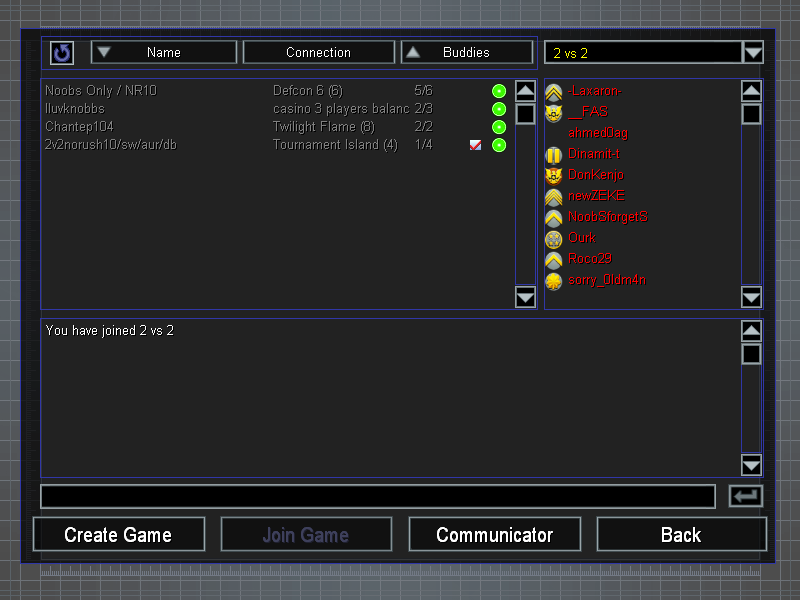 Name Connection Buddies 2 vs 2
Noobs Only / NR10 Defcon 6 (6) 5/6
lluvknobbs casino 3 players balanc 2/3
Chantep104 Twilight Flame (8) 2/2
2v2norush10/sw/aur/db Tournament Island (4) 1/4
-Laxaron-
__FAS
ahmed0ag
Dinamit-t
DonKenjo
newZEKE
NoobSforgetS
Ourk
Roco29
sorry_0ldm4n
You have joined 2 vs 2
Create Game Join Game Communicator Back